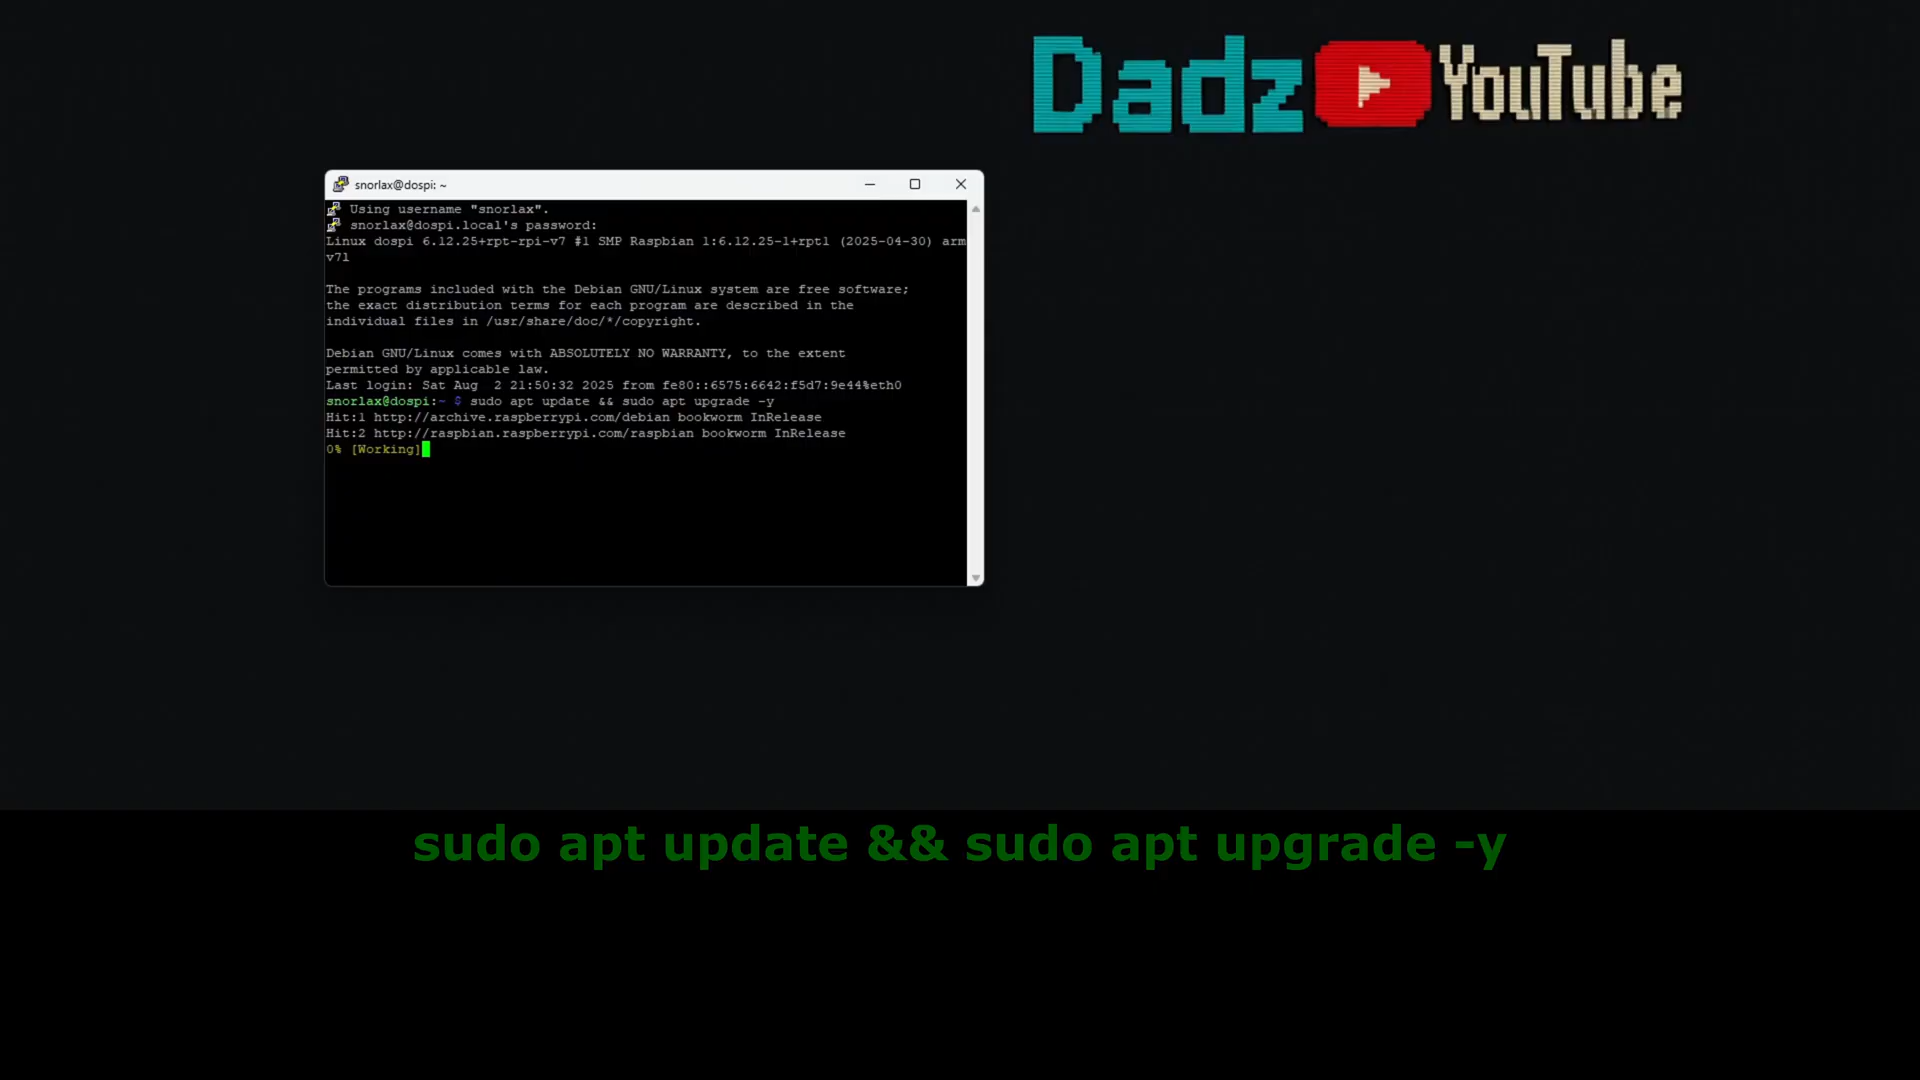 Dadz YouTube
snorlax@dospi: ~
Using username "snorlax".
snorlax@dospi.local's password:
Linux dospi 6.12.25+rpt-rpi-v7 #1 SMP Raspbian 1:6.12.25-1+rpt1 (2025-04-30) arm
v7l
The programs included with the Debian GNU/Linux system are free software;
the exact distribution terms for each program are described in the
individual files in /usr/share/doc/*/copyright.
Debian GNU/Linux comes with ABSOLUTELY NO WARRANTY, to the extent
permitted by applicable law.
Last login: Sat Aug  2 21:50:32 2025 from fe80::6575:6642:f5d7:9e44%eth0
snorlax@dospi:~ $ sudo apt update && sudo apt upgrade -y
Hit:1 http://archive.raspberrypi.com/debian bookworm InRelease
Hit:2 http://raspbian.raspberrypi.com/raspbian bookworm InRelease
0% [Working]
sudo apt update && sudo apt upgrade -y